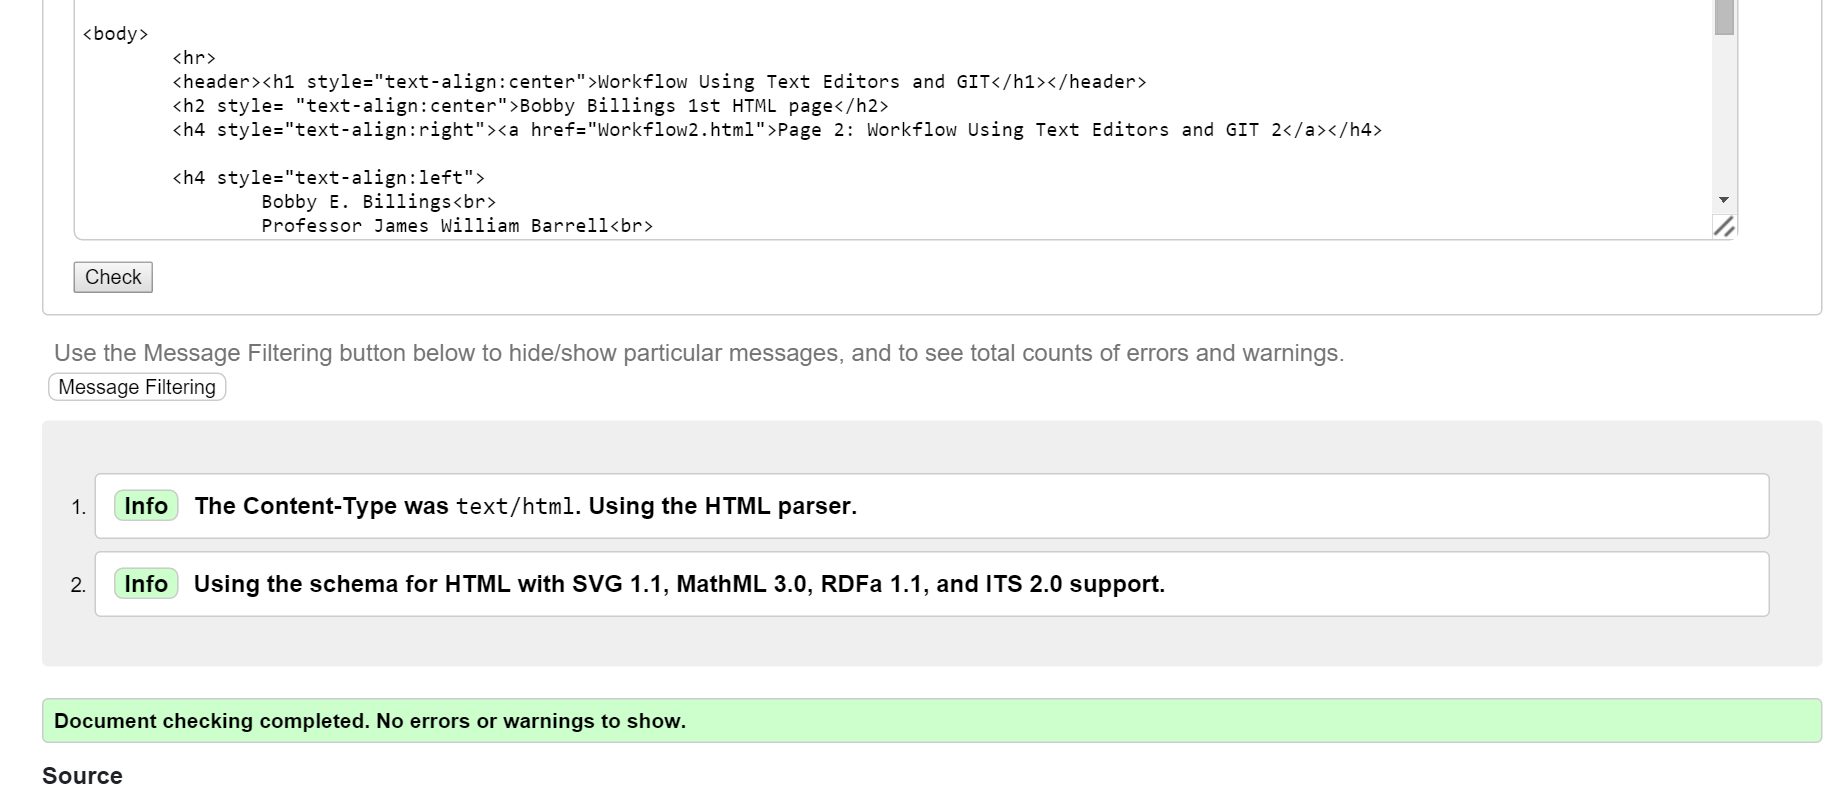 <body>
<hr>
<header><h1 style="text-align:center">Workflow Using Text Editors and GIT</h1></header>
<h2 style= "text-align:center">Bobby Billings 1st HTML page</h2>
<h4 style="text-align:right"><a href="Workflow2.html">Page 2: Workflow Using Text Editors and GIT 2</a></h4>
<h4 style="text-align:left">
Bobby E. Billings<br>
Professor James William Barrell<br>
Check
Use the Message Filtering button below to hide/show particular messages, and to see total counts of errors and warnings.
Message Filtering
1. Info The Content-Type was text/html. Using the HTML parser.
2. Info Using the schema for HTML with SVG 1.1, MathML 3.0, RDFa 1.1, and ITS 2.0 support.
Document checking completed. No errors or warnings to show.
Source